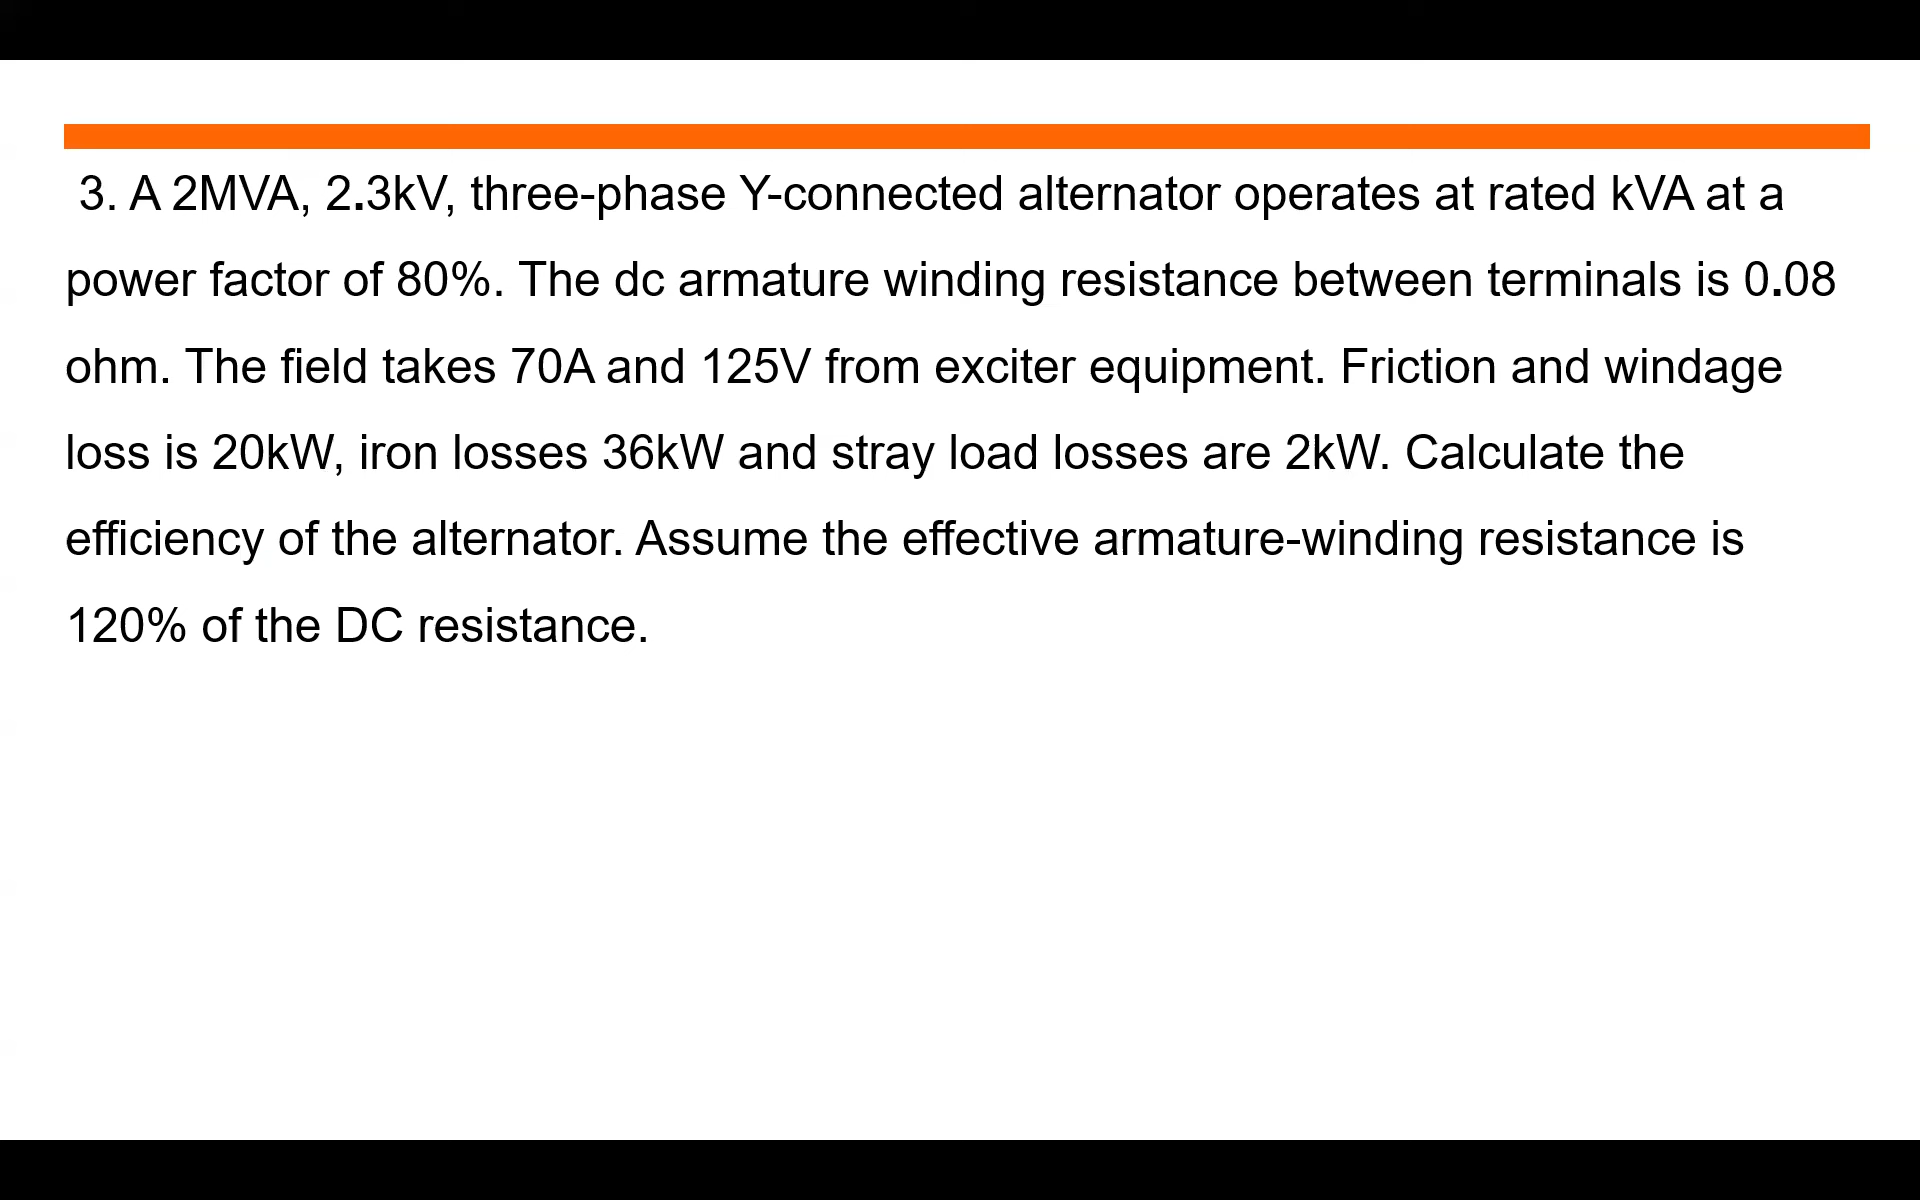 3. A 2MVA, 2.3kV, three-phase Y-connected alternator operates at rated kVA at a
power factor of 80%. The dc armature winding resistance between terminals is 0.08
ohm. The field takes 70A and 125V from exciter equipment. Friction and windage
loss is 20kW, iron losses 36kW and stray load losses are 2kW. Calculate the
efficiency of the alternator. Assume the effective armature-winding resistance is
120% of the DC resistance.